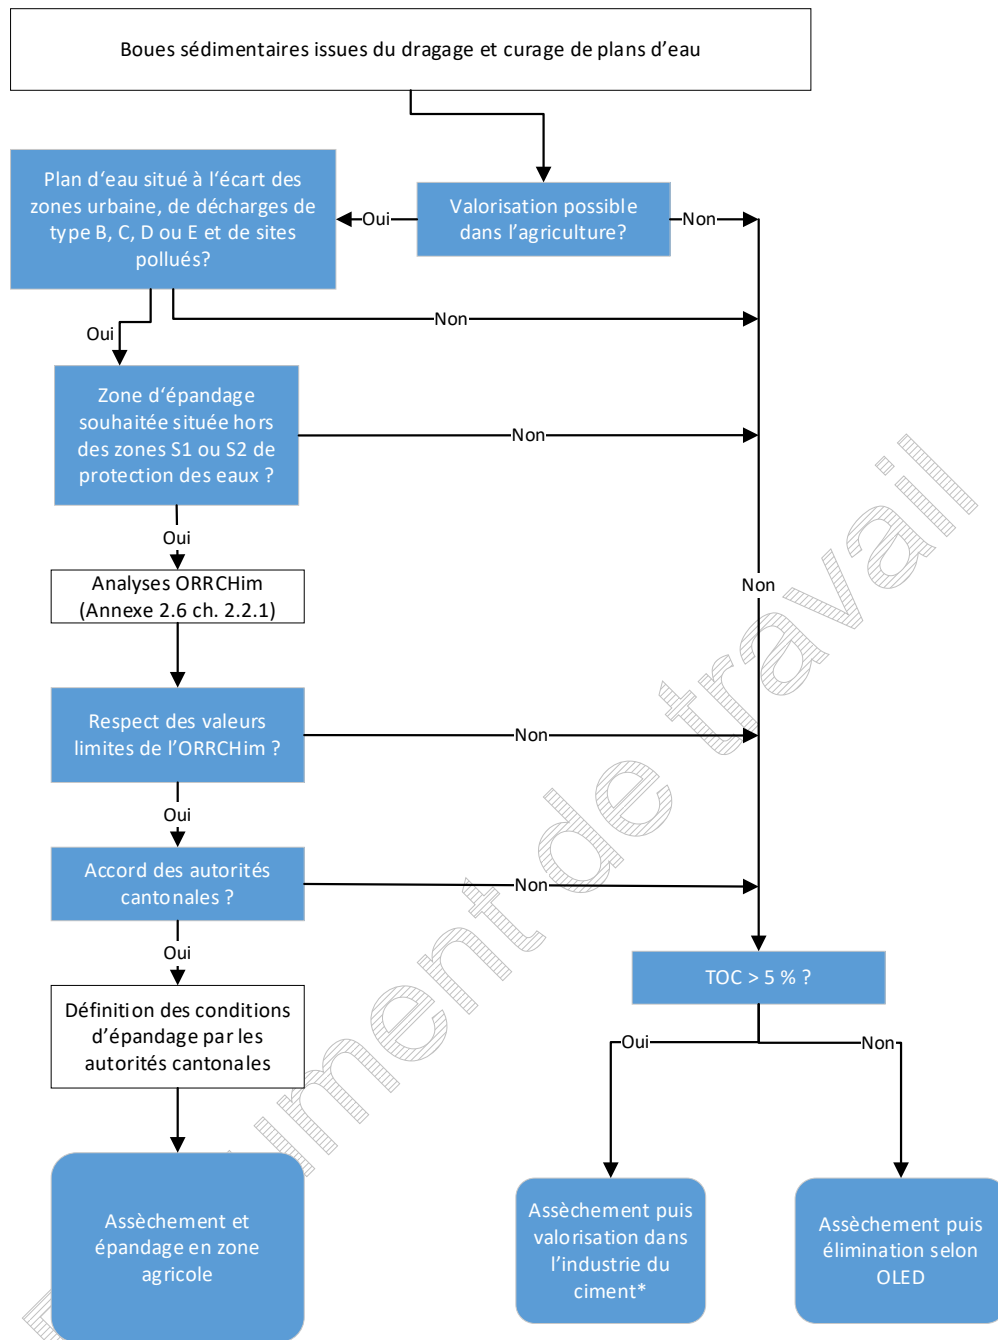 Boues sédimentaires issues du dragage et curage de plans d'eau
Plan d'eau situé à l'écart des
zones urbaine, de décharges de
type B, C, D ou E et de sites
pollués?
Oui
Valorisation possible
dans l'agriculture?
Non
Non
Oui
Zone d'épandage
souhaitée située hors
des zones S1 ou S2 de
protection des eaux ?
Non
Oui
Analyses ORRCHim
(Annexe 2.6 ch. 2.2.1)
Non
Respect des valeurs
limites de l'ORRCHim ?
Non
Oui
Accord des autorités
cantonales ?
Non
Oui
TOC > 5 % ?
Définition des conditions
d'épandage par les
autorités cantonales
Oui
Non
Assèchement et
épandage en zone
agricole
Assèchement puis
valorisation dans
l'industrie du
ciment*
Assèchement puis
élimination selon
OLED
de travail